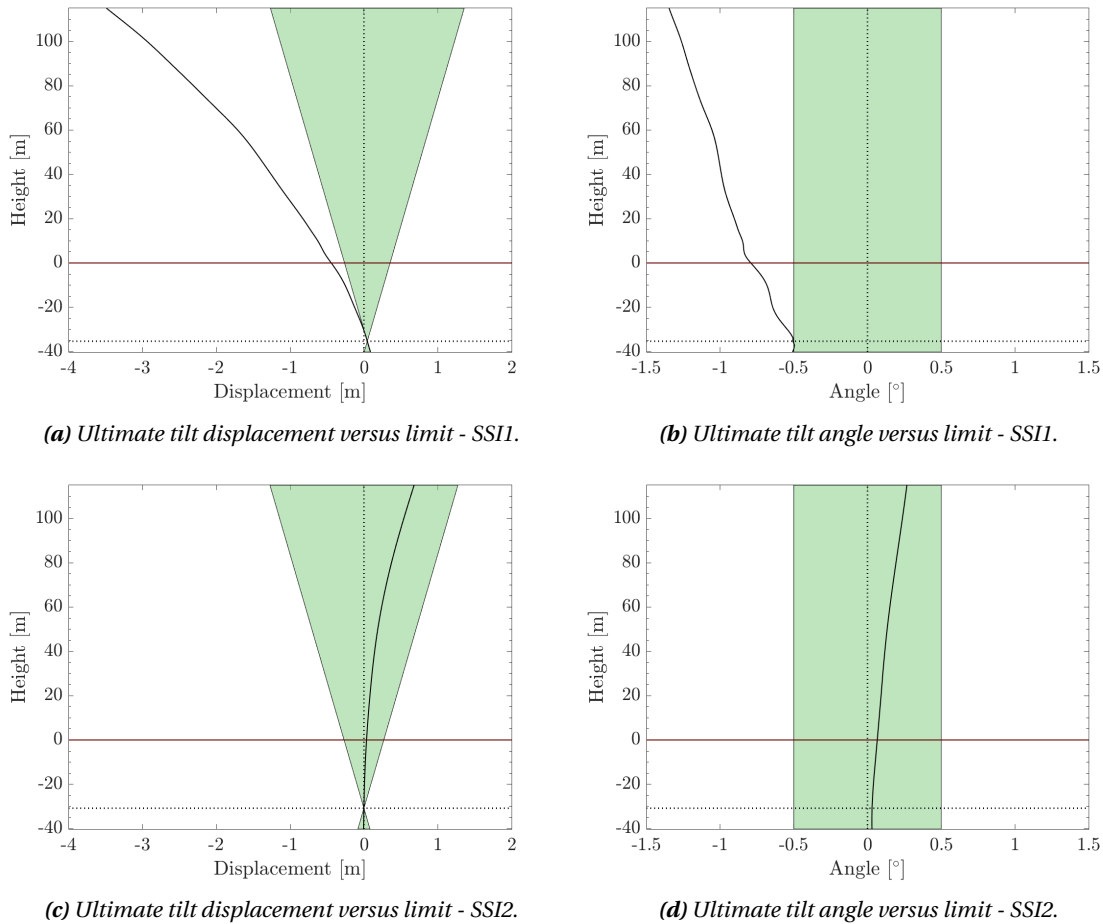 100
80
60
40
20
0
-20
-40
Height [m]
-4 -3 -2 -1 0 1 2
Displacement [m]
(a) Ultimate tilt displacement versus limit - SSI1.
100
80
60
40
20
0
-20
-40
Height [m]
-1.5 -1 -0.5 0 0.5 1 1.5
Angle [°]
(b) Ultimate tilt angle versus limit - SSI1.
100
80
60
40
20
0
-20
-40
Height [m]
-4 -3 -2 -1 0 1 2
Displacement [m]
(c) Ultimate tilt displacement versus limit - SSI2.
100
80
60
40
20
0
-20
-40
Height [m]
-1.5 -1 -0.5 0 0.5 1 1.5
Angle [°]
(d) Ultimate tilt angle versus limit - SSI2.